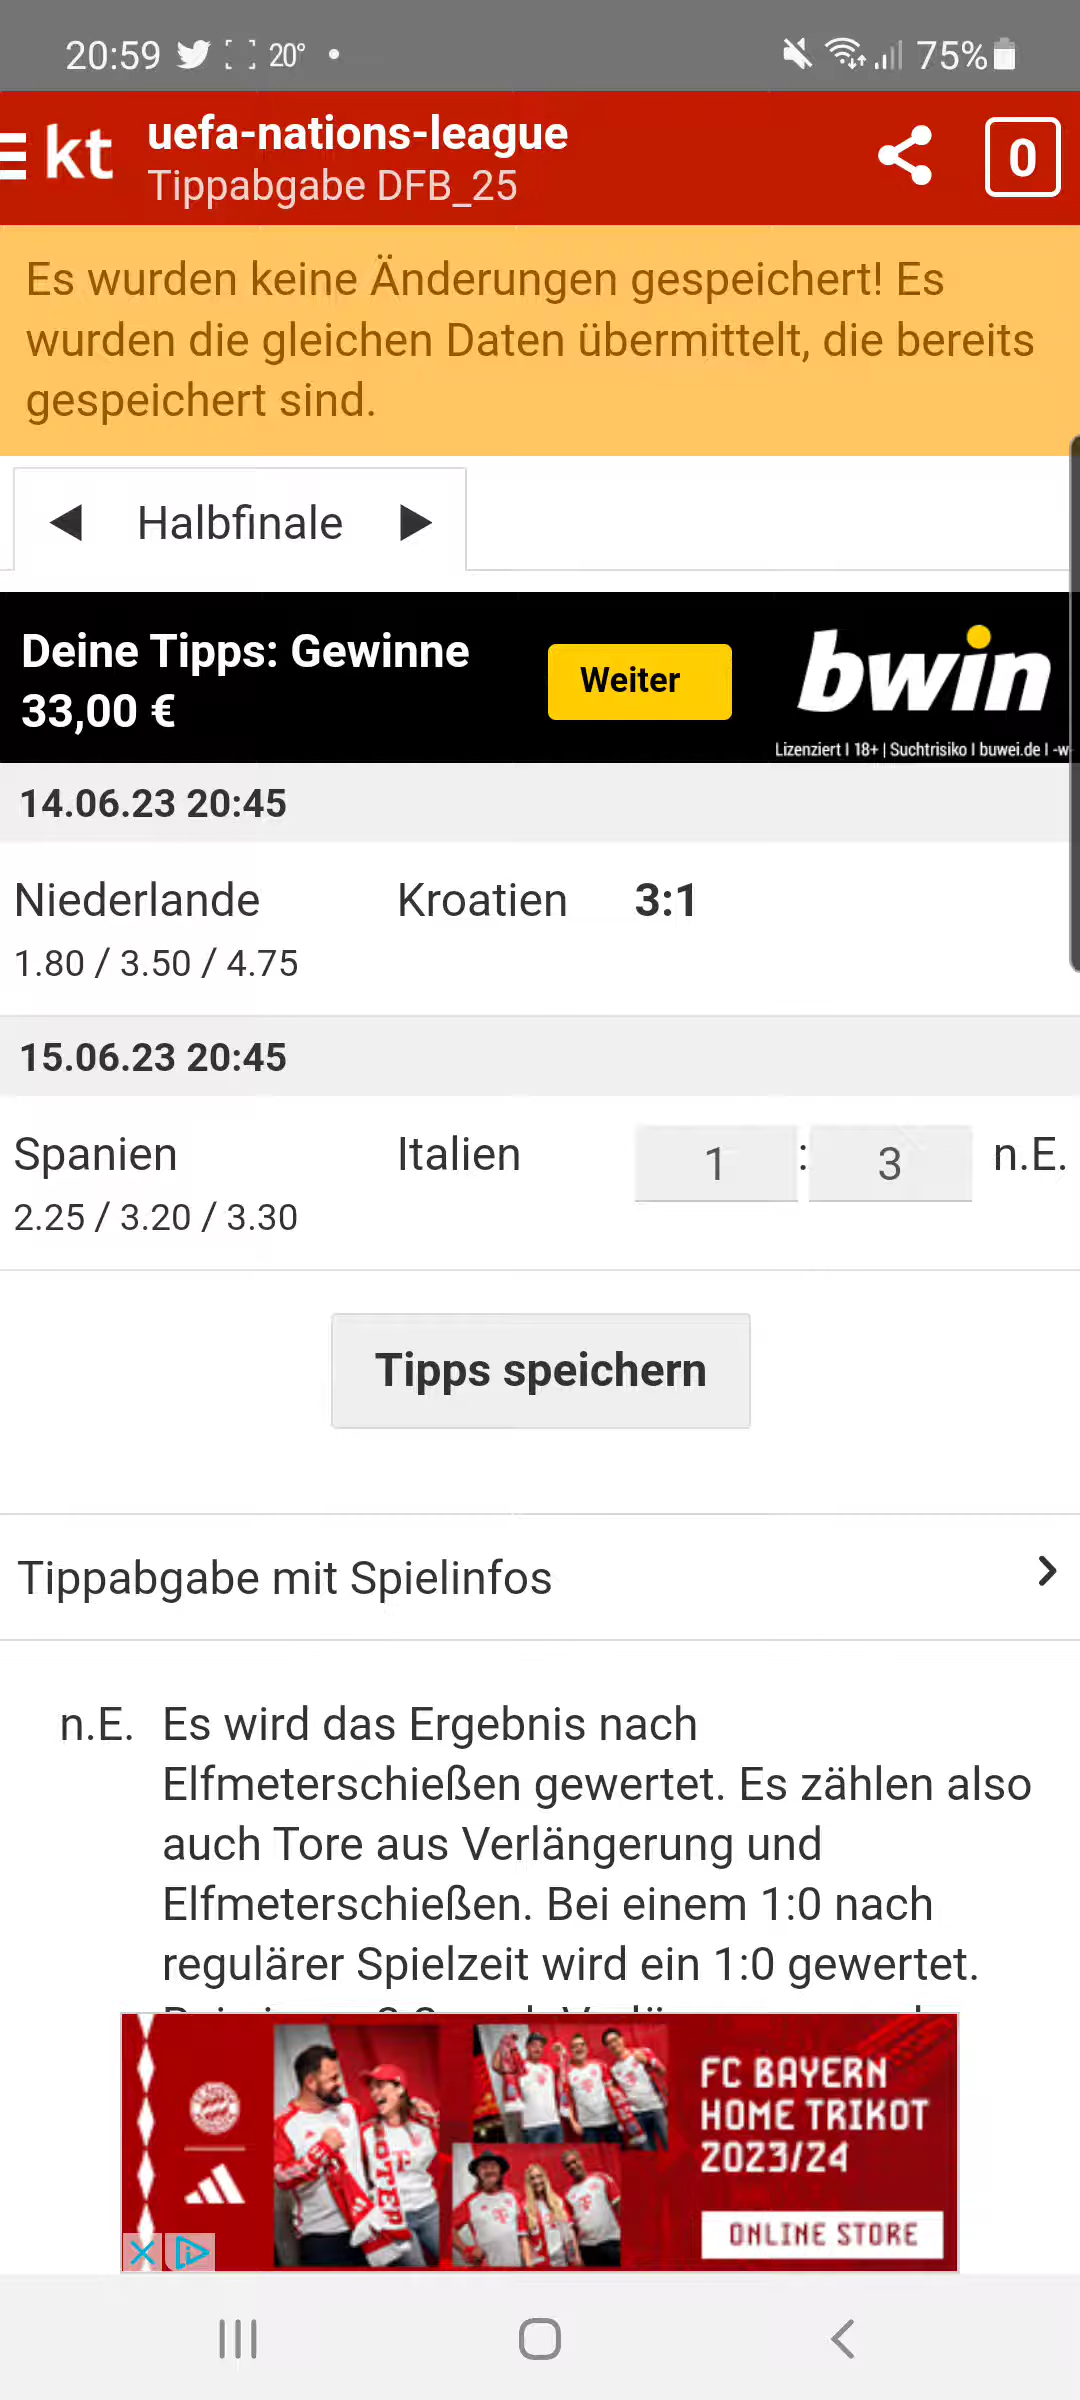 20:59 20° 75%
kt uefa-nations-league 0
Tippabgabe DFB_25
Es wurden keine Änderungen gespeichert! Es
wurden die gleichen Daten übermittelt, die bereits
gespeichert sind.
Halbfinale
Deine Tipps: Gewinne
33,00 €
Weiter
bwin
Lizenziert | 18+ | Suchtrisiko | buwei.de | -w-
14.06.23 20:45
Niederlande Kroatien 3:1
1.80 / 3.50 / 4.75
15.06.23 20:45
Spanien Italien 1 : 3 n.E.
2.25 / 3.20 / 3.30
Tipps speichern
Tippabgabe mit Spielinfos
n.E. Es wird das Ergebnis nach
Elfmeterschießen gewertet. Es zählen also
auch Tore aus Verlängerung und
Elfmeterschießen. Bei einem 1:0 nach
regulärer Spielzeit wird ein 1:0 gewertet.
FC BAYERN
HOME TRIKOT
2023/24
ONLINE STORE